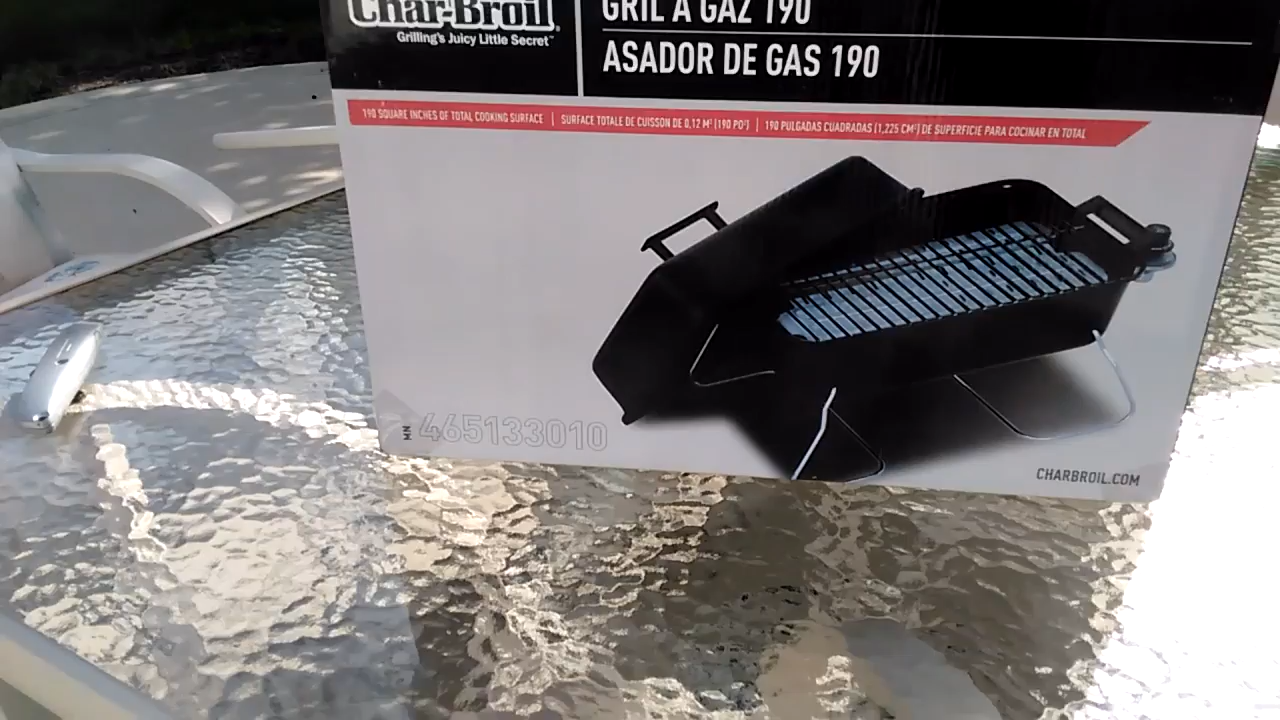 Char-Broil
Grilling's Juicy Little Secret™
GRIL À GAZ 190
ASADOR DE GAS 190
190 SQUARE INCHES OF TOTAL COOKING SURFACE | SURFACE TOTALE DE CUISSON DE 0,12 M² (190 PO²) | 190 PULGADAS CUADRADAS (1,225 CM²) DE SUPERFICIE PARA COCINAR EN TOTAL
MN 465133010
CHARBROIL.COM